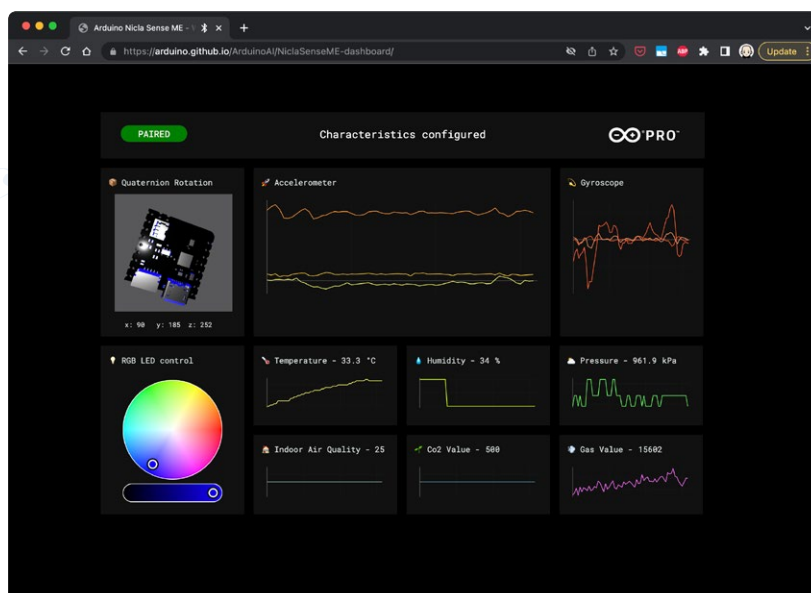 Arduino Nicla Sense ME -
https://arduino.github.io/ArduinoAI/NiclaSenseME-dashboard/
ABP
Update
PAIRED
Characteristics configured
PRO
Quaternion Rotation
Accelerometer
Gyroscope
x: 90 y: 185 z: 252
RGB LED control
Temperature - 33.3 °C
Humidity - 34 %
Pressure - 961.9 kPa
Indoor Air Quality - 25
Co2 Value - 500
Gas Value - 15602